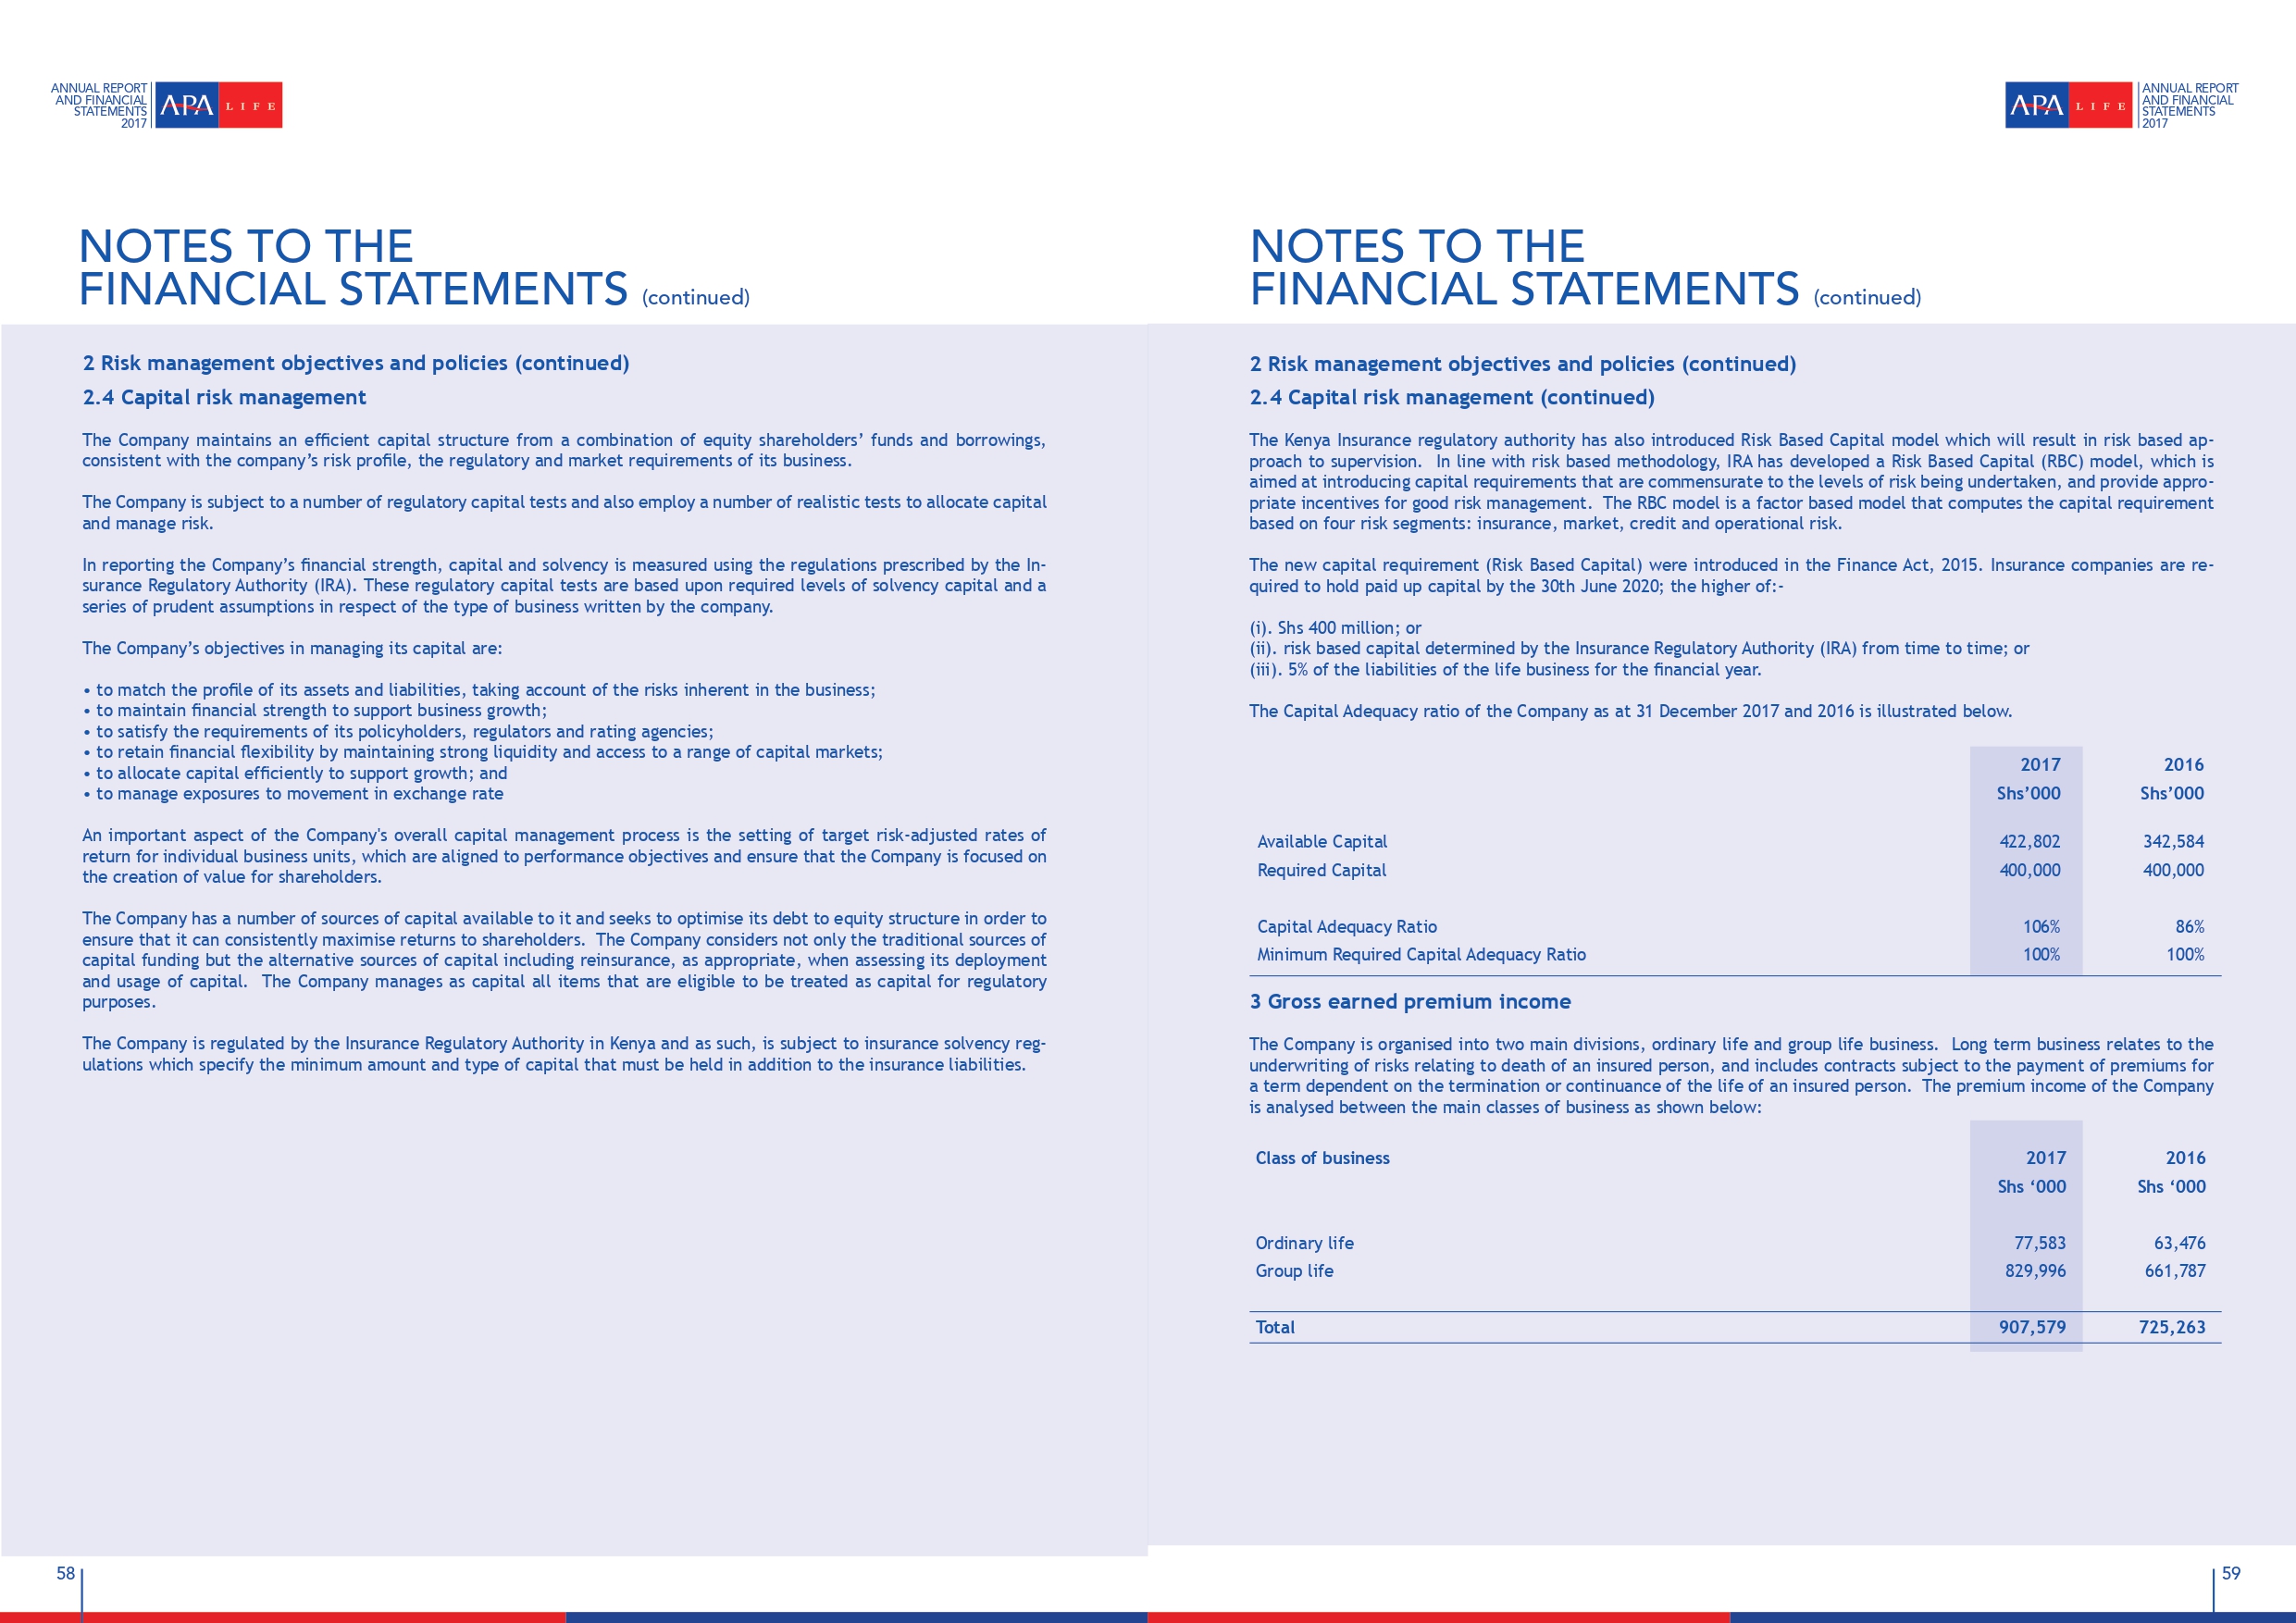 ANNUAL REPORT
AND FINANCIAL
STATEMENTS
2017
APA LIFE
NOTES TO THE
FINANCIAL STATEMENTS (continued)
2 Risk management objectives and policies (continued)
2.4 Capital risk management
The Company maintains an efficient capital structure from a combination of equity shareholders’ funds and borrowings,
consistent with the company’s risk profile, the regulatory and market requirements of its business.
The Company is subject to a number of regulatory capital tests and also employ a number of realistic tests to allocate capital
and manage risk.
In reporting the Company’s financial strength, capital and solvency is measured using the regulations prescribed by the In-
surance Regulatory Authority (IRA). These regulatory capital tests are based upon required levels of solvency capital and a
series of prudent assumptions in respect of the type of business written by the company.
The Company’s objectives in managing its capital are:
• to match the profile of its assets and liabilities, taking account of the risks inherent in the business;
• to maintain financial strength to support business growth;
• to satisfy the requirements of its policyholders, regulators and rating agencies;
• to retain financial flexibility by maintaining strong liquidity and access to a range of capital markets;
• to allocate capital efficiently to support growth; and
• to manage exposures to movement in exchange rate
An important aspect of the Company's overall capital management process is the setting of target risk-adjusted rates of
return for individual business units, which are aligned to performance objectives and ensure that the Company is focused on
the creation of value for shareholders.
The Company has a number of sources of capital available to it and seeks to optimise its debt to equity structure in order to
ensure that it can consistently maximise returns to shareholders. The Company considers not only the traditional sources of
capital funding but the alternative sources of capital including reinsurance, as appropriate, when assessing its deployment
and usage of capital. The Company manages as capital all items that are eligible to be treated as capital for regulatory
purposes.
The Company is regulated by the Insurance Regulatory Authority in Kenya and as such, is subject to insurance solvency reg-
ulations which specify the minimum amount and type of capital that must be held in addition to the insurance liabilities.
58
APA LIFE
ANNUAL REPORT
AND FINANCIAL
STATEMENTS
2017
NOTES TO THE
FINANCIAL STATEMENTS (continued)
2 Risk management objectives and policies (continued)
2.4 Capital risk management (continued)
The Kenya Insurance regulatory authority has also introduced Risk Based Capital model which will result in risk based ap-
proach to supervision. In line with risk based methodology, IRA has developed a Risk Based Capital (RBC) model, which is
aimed at introducing capital requirements that are commensurate to the levels of risk being undertaken, and provide appro-
priate incentives for good risk management. The RBC model is a factor based model that computes the capital requirement
based on four risk segments: insurance, market, credit and operational risk.
The new capital requirement (Risk Based Capital) were introduced in the Finance Act, 2015. Insurance companies are re-
quired to hold paid up capital by the 30th June 2020; the higher of:-
(i). Shs 400 million; or
(ii). risk based capital determined by the Insurance Regulatory Authority (IRA) from time to time; or
(iii). 5% of the liabilities of the life business for the financial year.
The Capital Adequacy ratio of the Company as at 31 December 2017 and 2016 is illustrated below.
2017 2016
Shs’000 Shs’000
Available Capital 422,802 342,584
Required Capital 400,000 400,000
Capital Adequacy Ratio 106% 86%
Minimum Required Capital Adequacy Ratio 100% 100%
3 Gross earned premium income
The Company is organised into two main divisions, ordinary life and group life business. Long term business relates to the
underwriting of risks relating to death of an insured person, and includes contracts subject to the payment of premiums for
a term dependent on the termination or continuance of the life of an insured person. The premium income of the Company
is analysed between the main classes of business as shown below:
Class of business 2017 2016
Shs ‘000 Shs ‘000
Ordinary life 77,583 63,476
Group life 829,996 661,787
Total 907,579 725,263
59